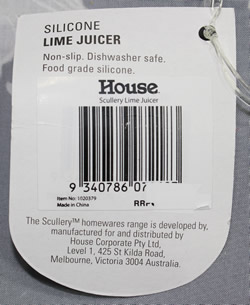 SILICONE
LIME JUICER
Non-slip. Dishwasher safe.
Food grade silicone.
House
Scullery Lime Juicer
9 340786 07
Item No: 1020379
Made in China
The Scullery™ homewares range is developed by,
manufactured for and distributed by
House Corporate Pty Ltd,
Level 1, 425 St Kilda Road,
Melbourne, Victoria 3004 Australia.